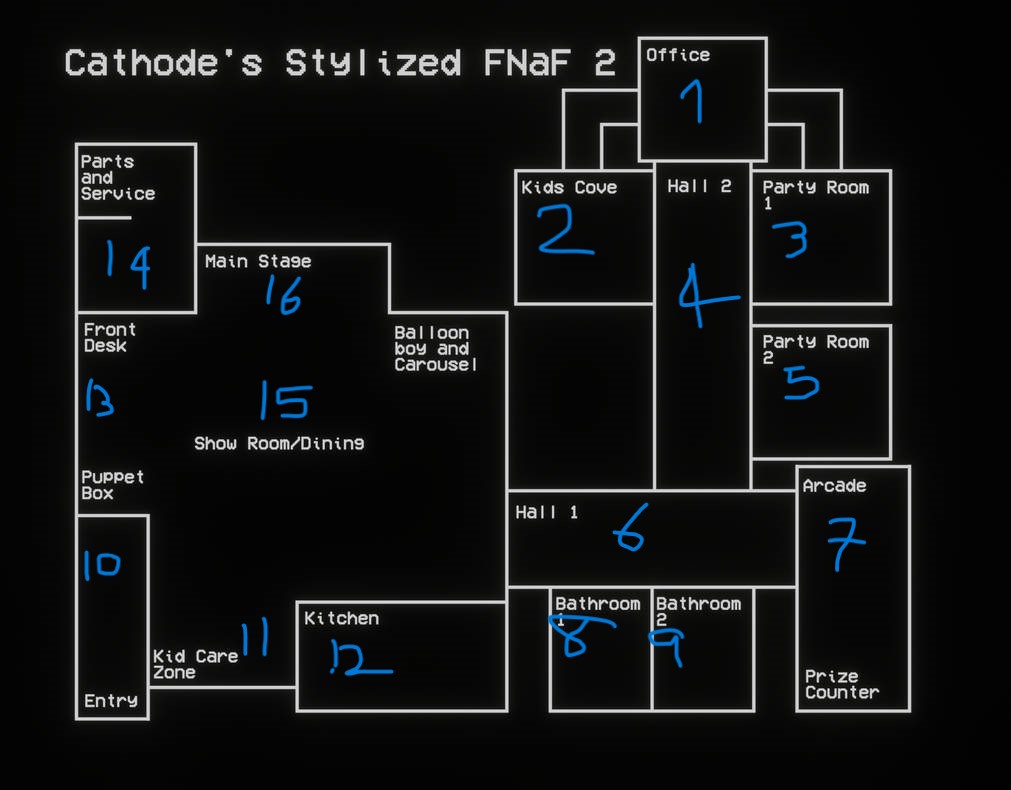 Cathode's Stylized FNaF 2
Office
1
Kids Cove
2
Hall 2
4
Party Room
1
3
Parts
and
Service
14
Main Stage
16
Front
Desk
13
Balloon
boy and
Carousel
15
Show Room/Dining
Party Room
2
5
Puppet
Box
Arcade
7
Hall 1
6
10
Entry
Kid Care
Zone
11
Kitchen
12
Bathroom
1
8
Bathroom
2
9
Prize
Counter